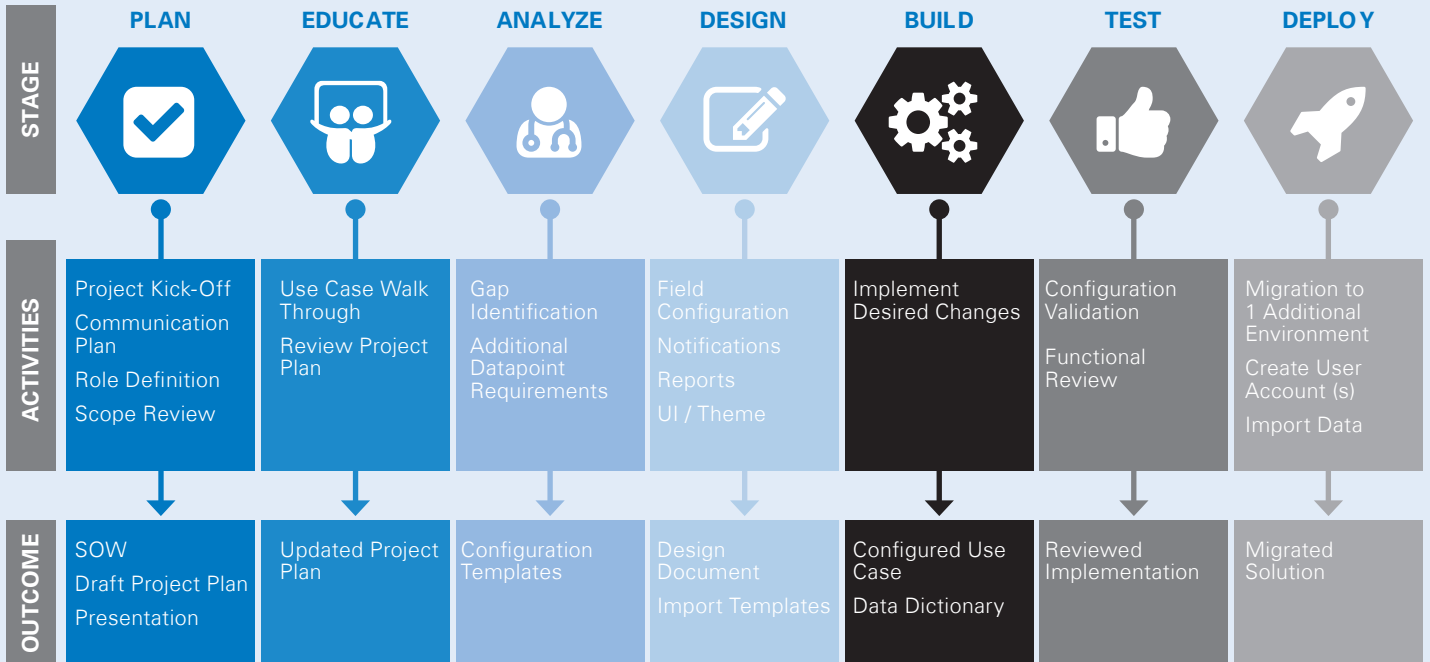 PLAN
EDUCATE
ANALYZE
DESIGN
BUILD
TEST
DEPLOY
STAGE
ACTIVITIES
Project Kick-Off
Communication
Plan
Role Definition
Scope Review
Use Case Walk
Through
Review Project
Plan
Gap
Identification
Additional
Datapoint
Requirements
Field
Configuration
Notifications
Reports
UI / Theme
Implement
Desired Changes
Configuration
Validation
Functional
Review
Migration to
1 Additional
Environment
Create User
Account (s)
Import Data
OUTCOME
SOW
Draft Project Plan
Presentation
Updated Project
Plan
Configuration
Templates
Design
Document
Import Templates
Configured Use
Case
Data Dictionary
Reviewed
Implementation
Migrated
Solution